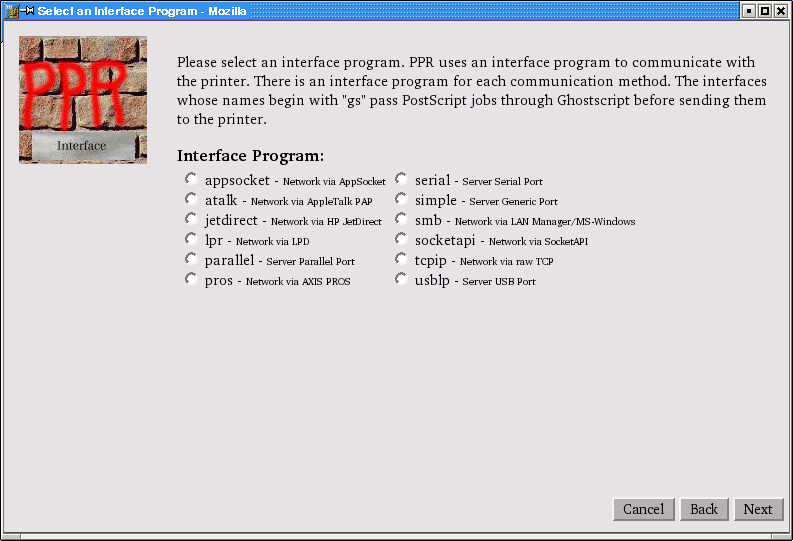 Select an Interface Program - Mozilla
PPR
Interface
Please select an interface program. PPR uses an interface program to communicate with
the printer. There is an interface program for each communication method. The interfaces
whose names begin with "gs" pass PostScript jobs through Ghostscript before sending them
to the printer.
Interface Program:
appsocket - Network via AppSocket serial - Server Serial Port
atalk - Network via AppleTalk PAP simple - Server Generic Port
jetdirect - Network via HP JetDirect smb - Network via LAN Manager/MS-Windows
lpr - Network via LPD socketapi - Network via SocketAPI
parallel - Server Parallel Port tcpip - Network via raw TCP
pros - Network via AXIS PROS usblp - Server USB Port
Cancel Back Next